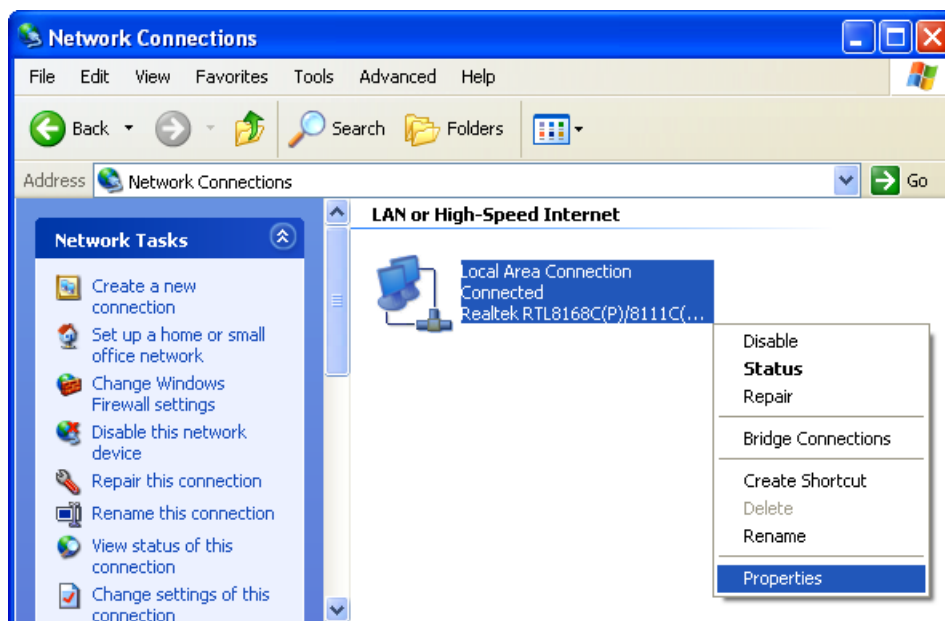 Network Connections
File Edit View Favorites Tools Advanced Help
Back Search Folders
Address Network Connections Go
Network Tasks
Create a new
connection
Set up a home or small
office network
Change Windows
Firewall settings
Disable this network
device
Repair this connection
Rename this connection
View status of this
connection
Change settings of this
connection
LAN or High-Speed Internet
Local Area Connection
Connected
Realtek RTL8168C(P)/8111C(...
Disable
Status
Repair
Bridge Connections
Create Shortcut
Delete
Rename
Properties